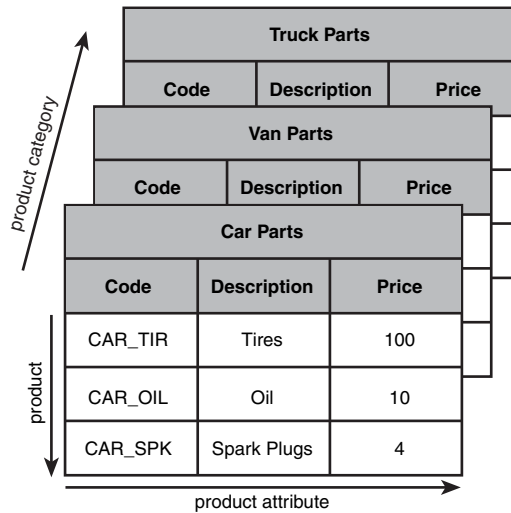 Truck Parts
Code Description Price
Van Parts
Code Description Price
Car Parts
Code Description Price
CAR_TIR Tires 100
CAR_OIL Oil 10
CAR_SPK Spark Plugs 4
product category
product
product attribute